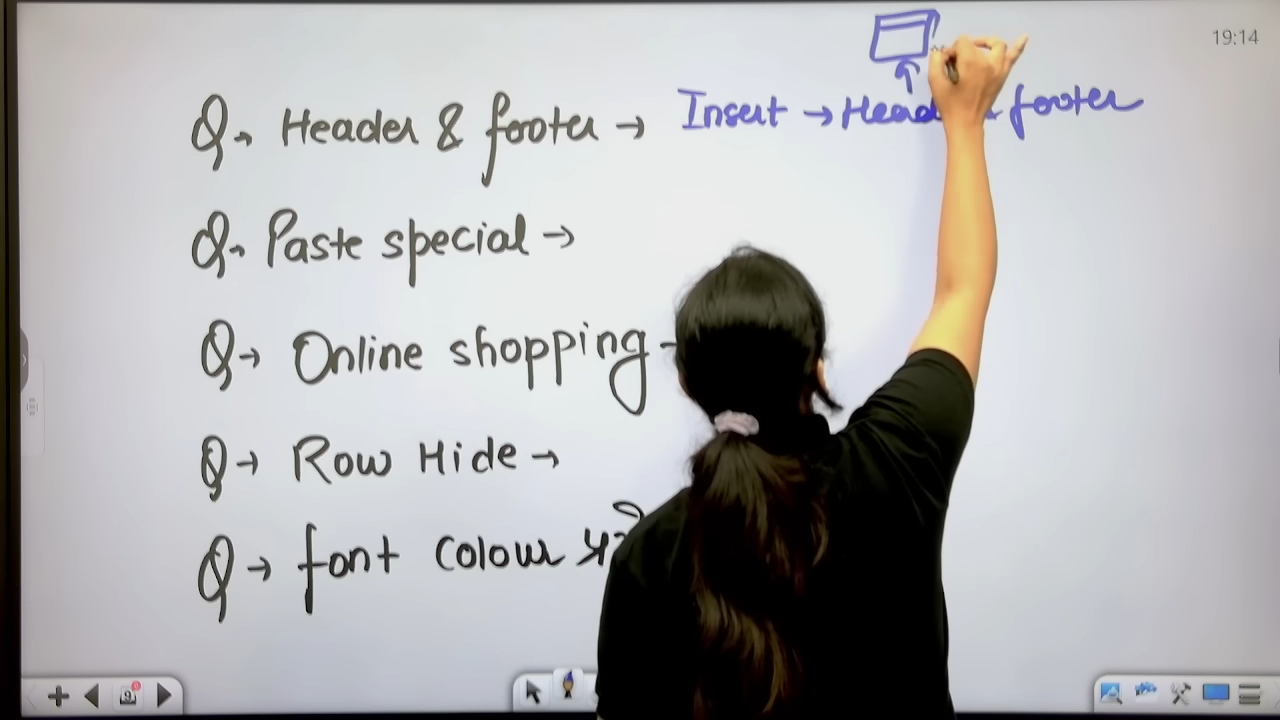 19:14
Q→ Header & footer → Insert → Head footer
Q→ Paste special →
Q→ Online shopping
Q→ Row Hide →
Q→ font colour